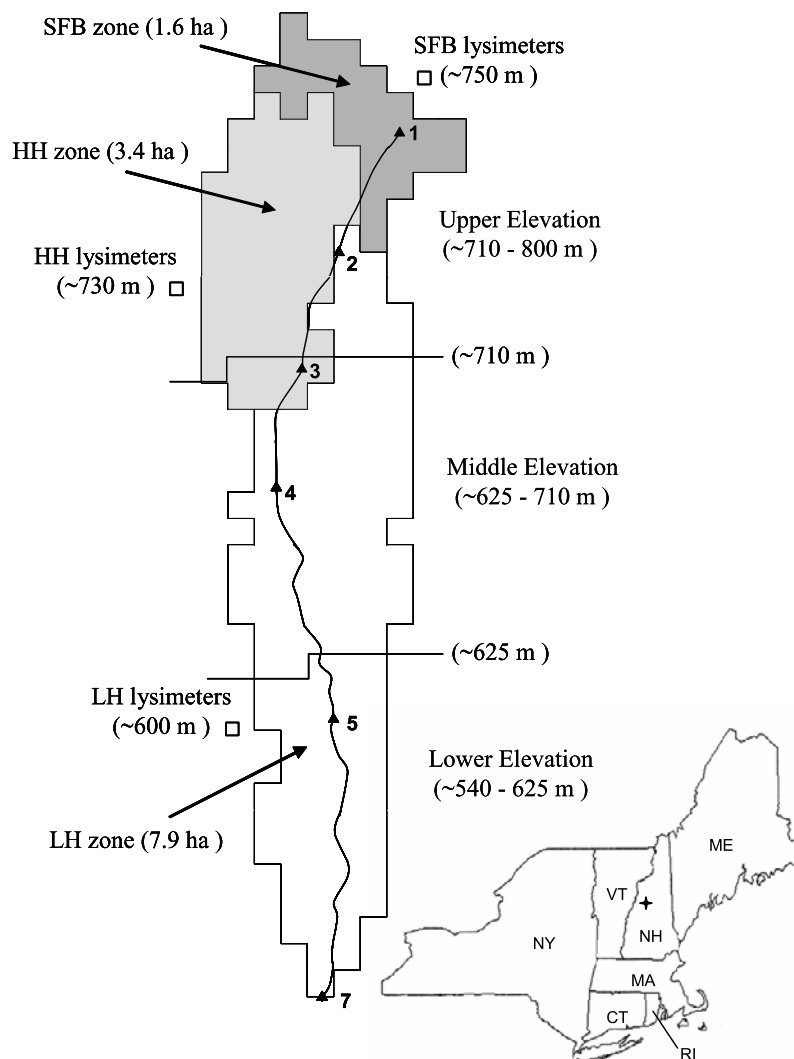 SFB zone (1.6 ha )
SFB lysimeters
(~750 m )
1
HH zone (3.4 ha )
Upper Elevation
(~710 - 800 m )
HH lysimeters
(~730 m )
2
(~710 m )
3
Middle Elevation
(~625 - 710 m )
4
(~625 m )
LH lysimeters
(~600 m )
5
Lower Elevation
(~540 - 625 m )
LH zone (7.9 ha )
7
ME
VT
NH
NY
MA
CT
RI